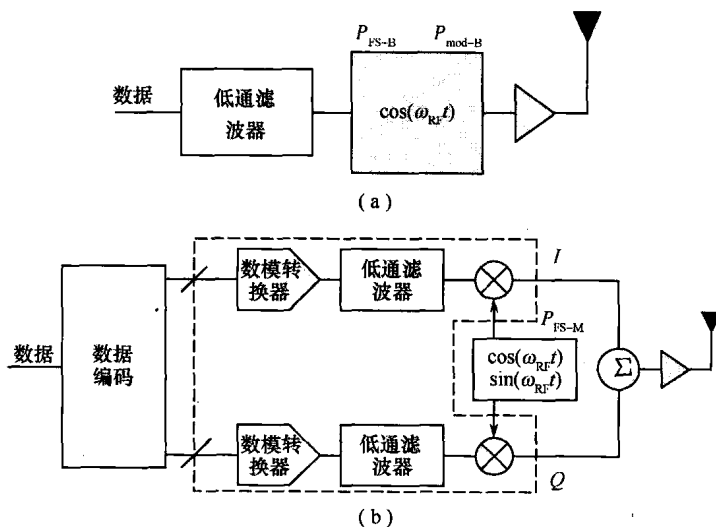 P_FS-B P_mod-B
数据
低通滤
波器
cos(ω_RF t)
(a)
数模转
换器
低通滤
波器
I
P_FS-M
数据
数据
编码
cos(ω_RF t)
sin(ω_RF t)
Σ
数模转
换器
低通滤
波器
Q
(b)